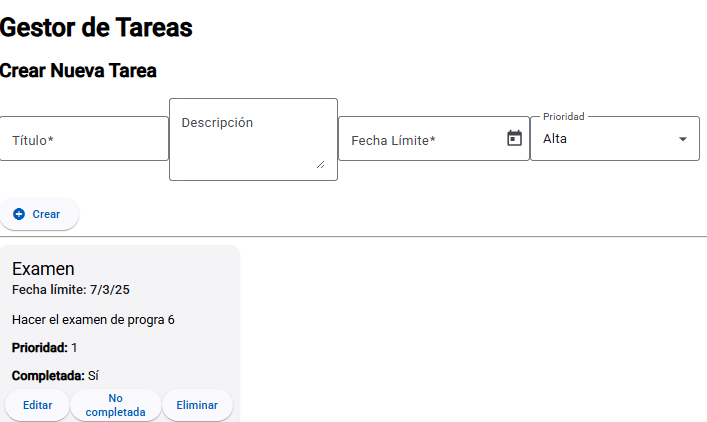 Gestor de Tareas
Crear Nueva Tarea
Título*
Descripción
Fecha Límite*
Prioridad
Alta
Crear
Examen
Fecha límite: 7/3/25
Hacer el examen de progra 6
Prioridad: 1
Completada: Sí
Editar
No
completada
Eliminar